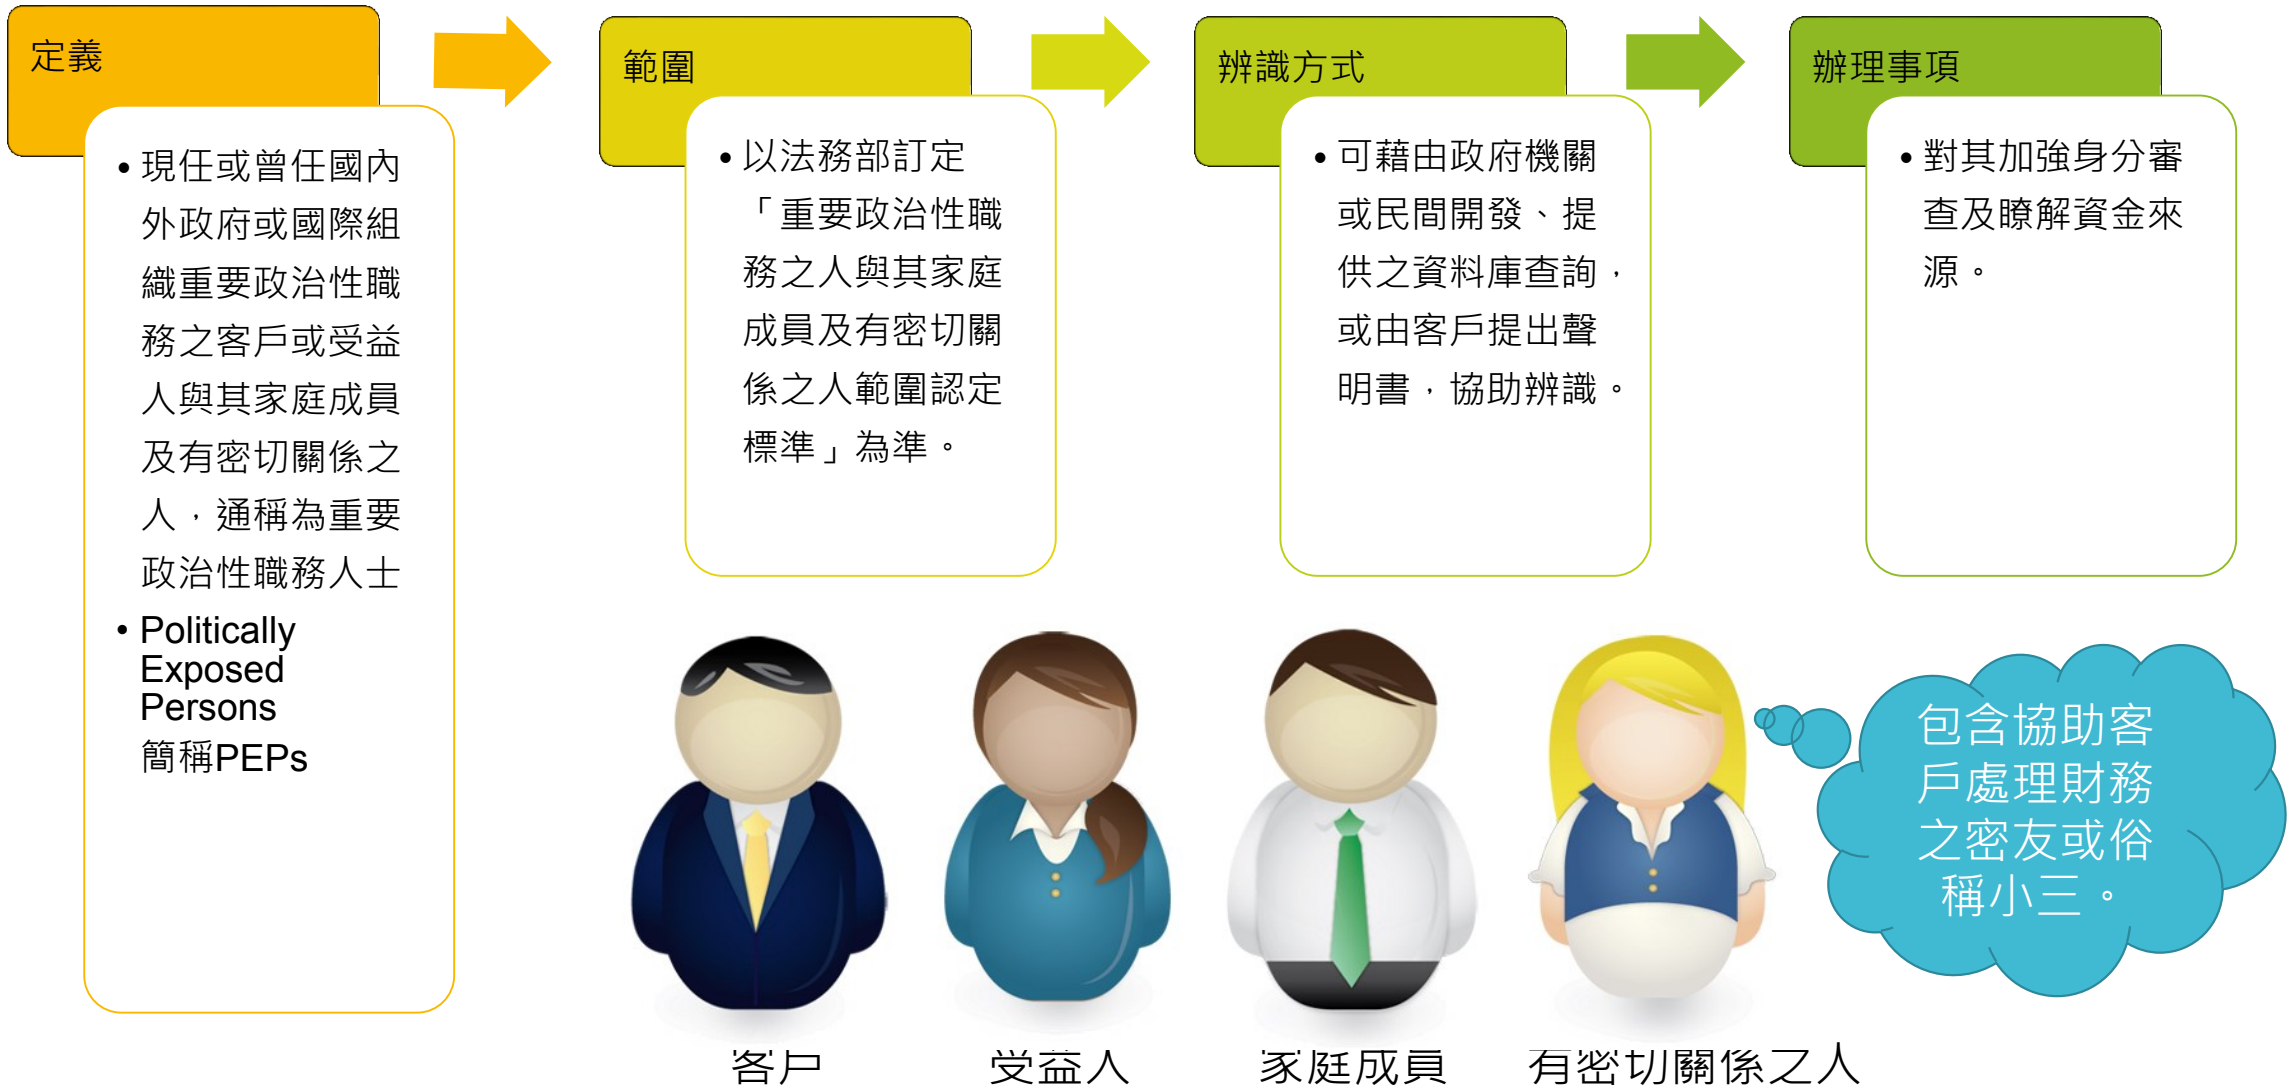 定義
現任或曾任國內
外政府或國際組
織重要政治性職
務之客戶或受益
人與其家庭成員
及有密切關係之
人，通稱為重要
政治性職務人士
Politically
Exposed
Persons
簡稱PEPs
範圍
以法務部訂定
「重要政治性職
務之人與其家庭
成員及有密切關
係之人範圍認定
標準」為準。
辨識方式
可藉由政府機關
或民間開發、提
供之資料庫查詢，
或由客戶提出聲
明書，協助辨識。
辦理事項
對其加強身分審
查及瞭解資金來
源。
包含協助客
戶處理財務
之密友或俗
稱小三。
客戶
受益人
家庭成員
有密切關係之人